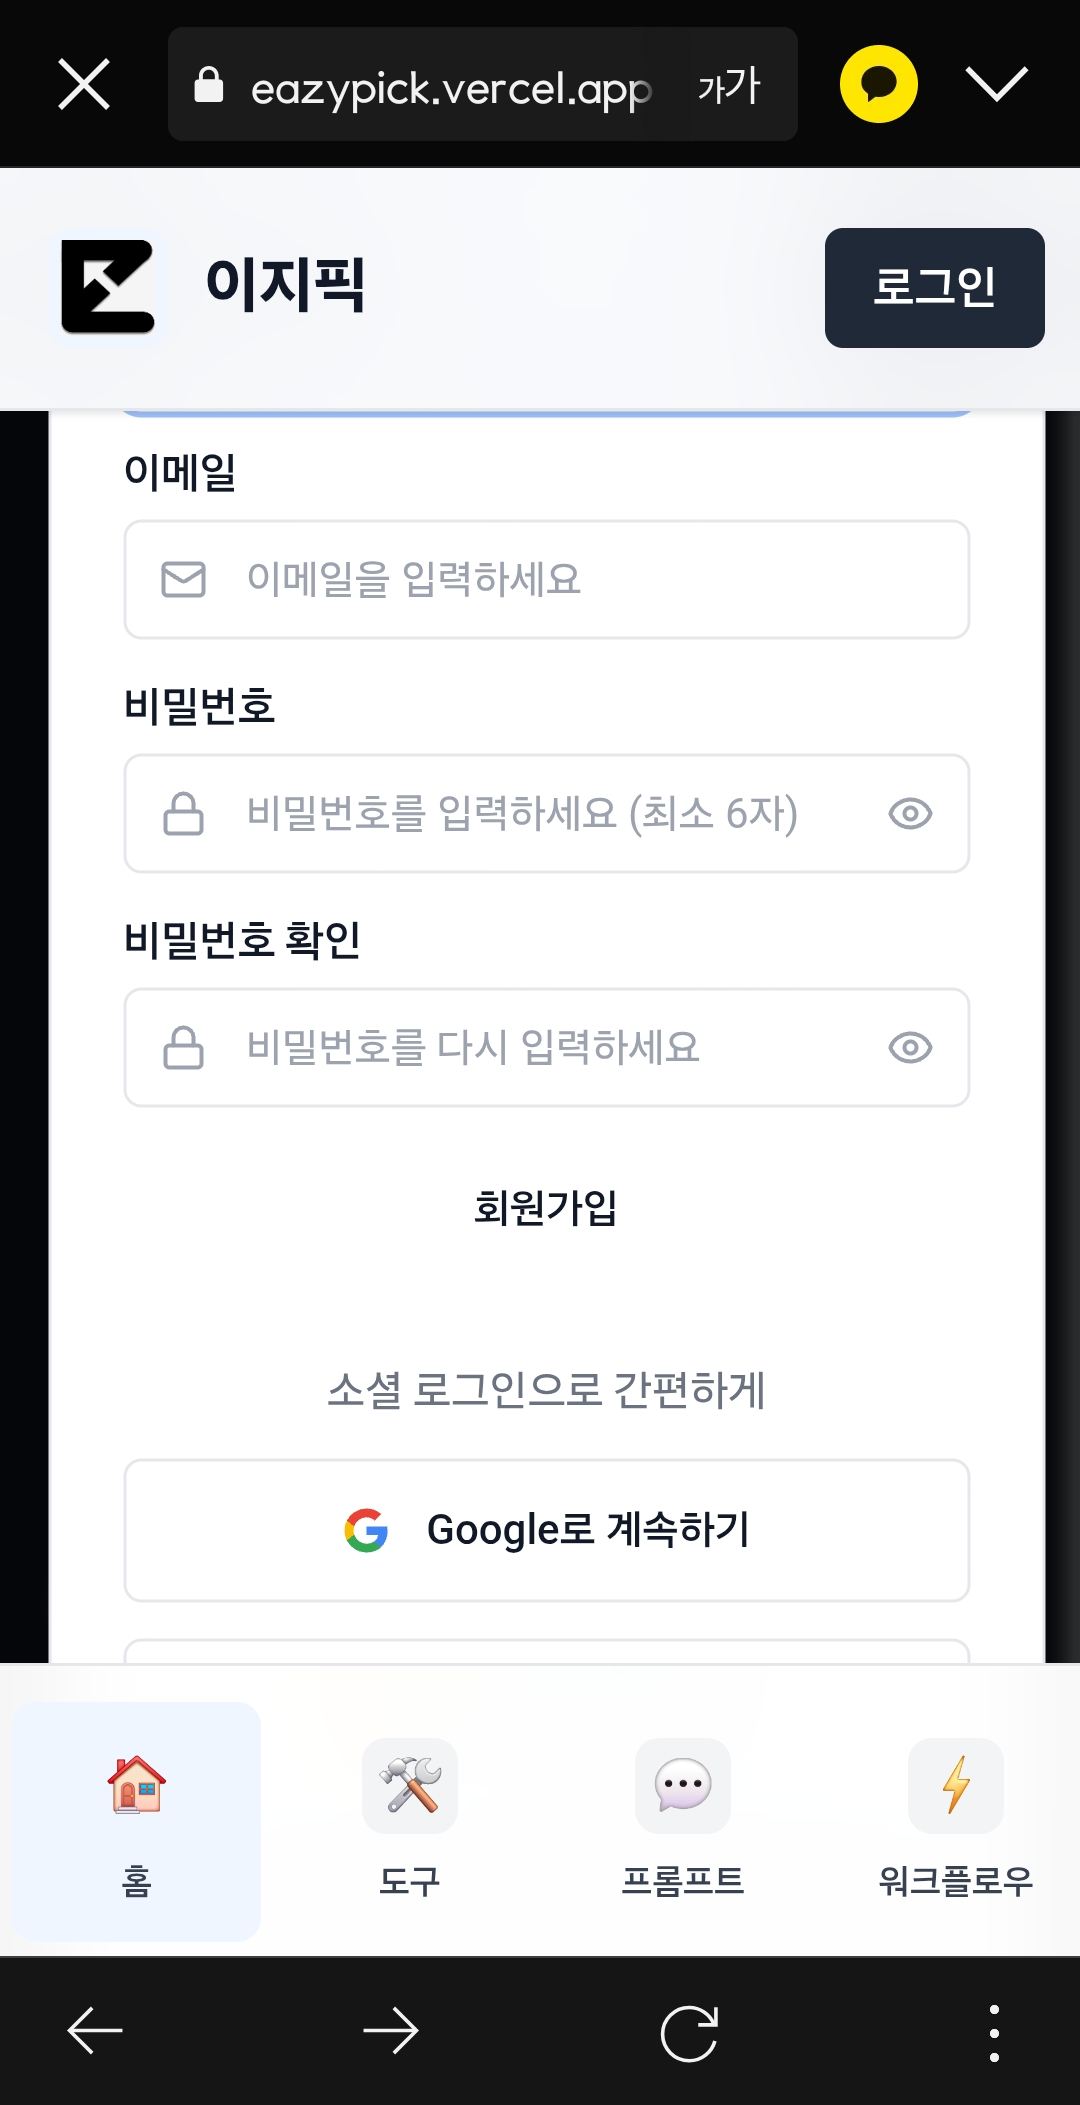 eazypick.vercel.app
가가
이지픽
로그인
이메일
이메일을 입력하세요
비밀번호
비밀번호를 입력하세요 (최소 6자)
비밀번호 확인
비밀번호를 다시 입력하세요
회원가입
소셜 로그인으로 간편하게
Google로 계속하기
홈
도구
프롬프트
워크플로우